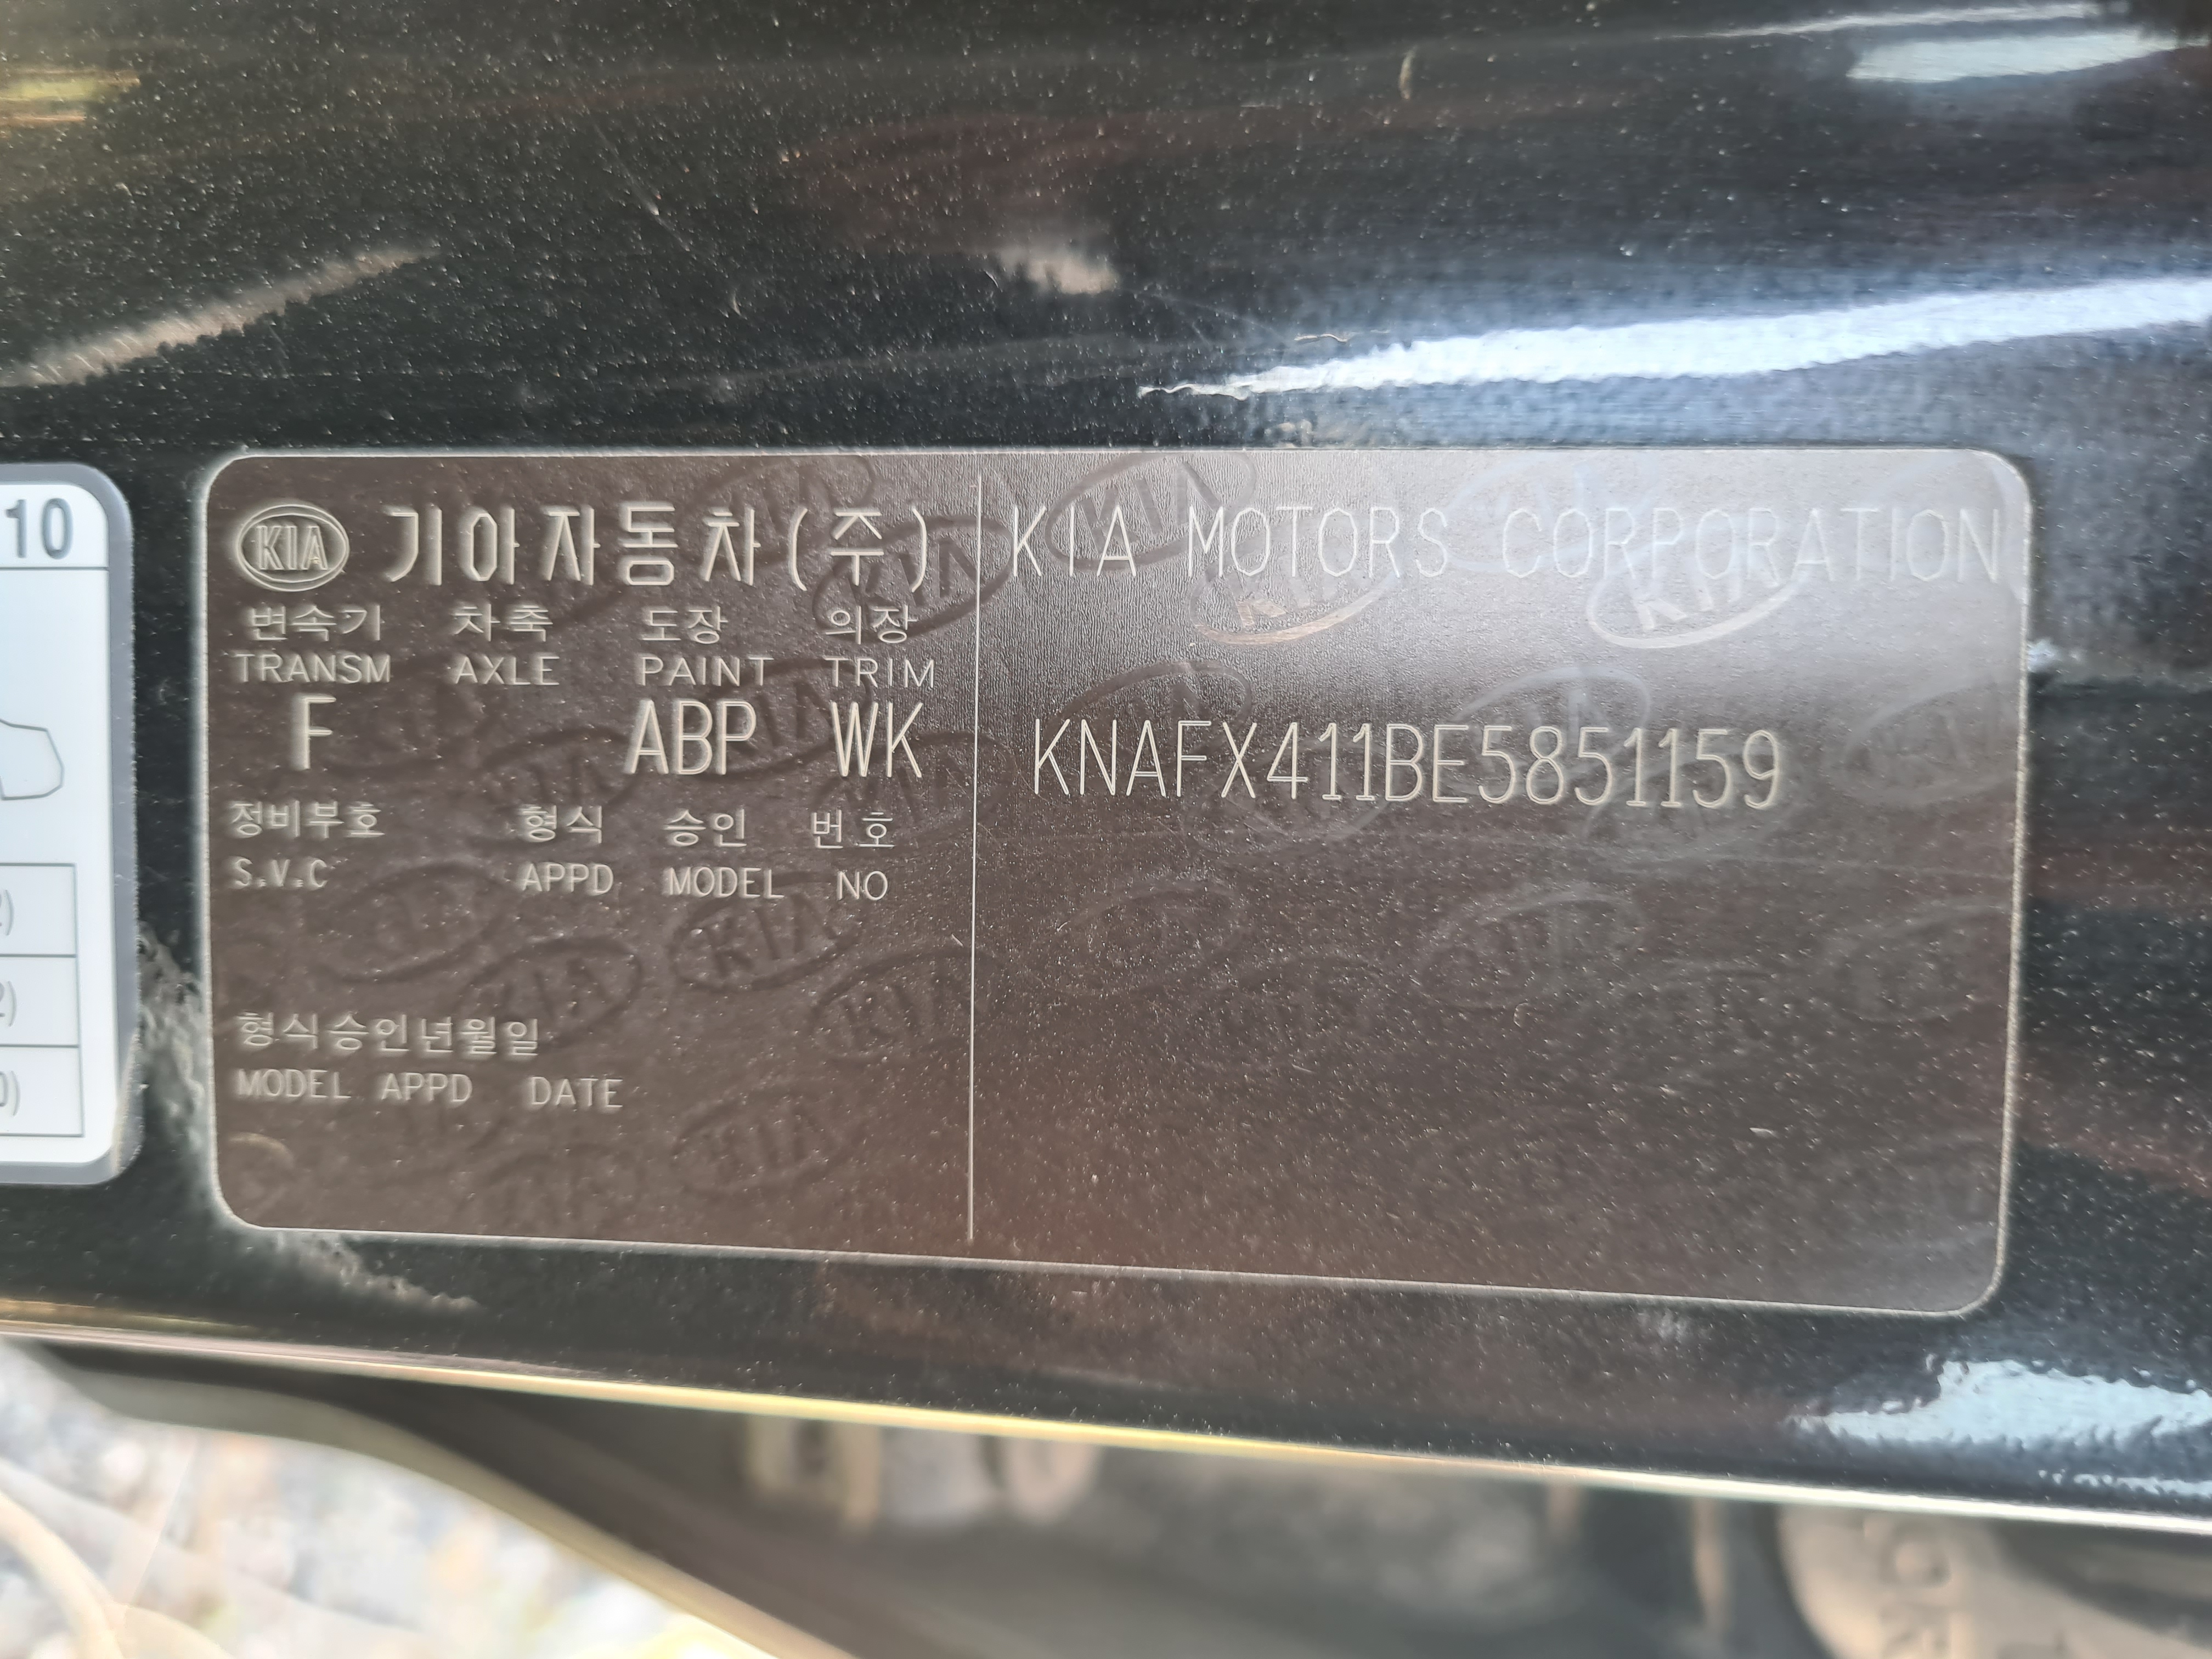 10
KIA 기아자동차(주) KIA MOTORS CORPORATION
변속기 차축 도장 의장
TRANSM AXLE PAINT TRIM
F ABP WK
KNAFX411BE5851159
정비부호 형식 승인 번호
S.V.C APPD MODEL NO
형식승인년월일
MODEL APPD DATE